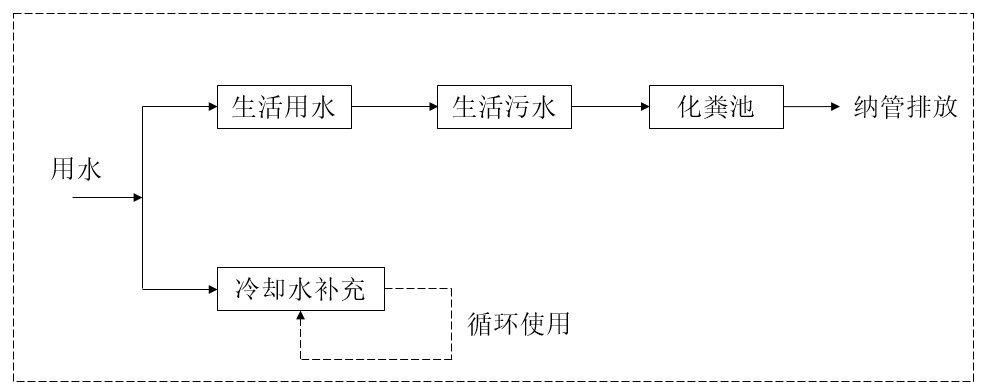 生活用水
生活污水
化粪池
纳管排放
用水
冷却水补充
循环使用